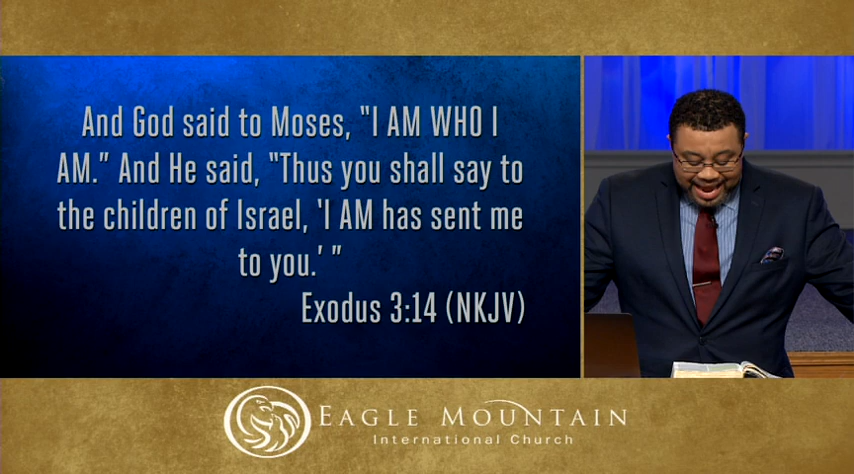 And God said to Moses, "I AM WHO I
AM." And He said, "Thus you shall say to
the children of Israel, 'I AM has sent me
to you.' "
Exodus 3:14 (NKJV)
EAGLE MOUNTAIN
International Church